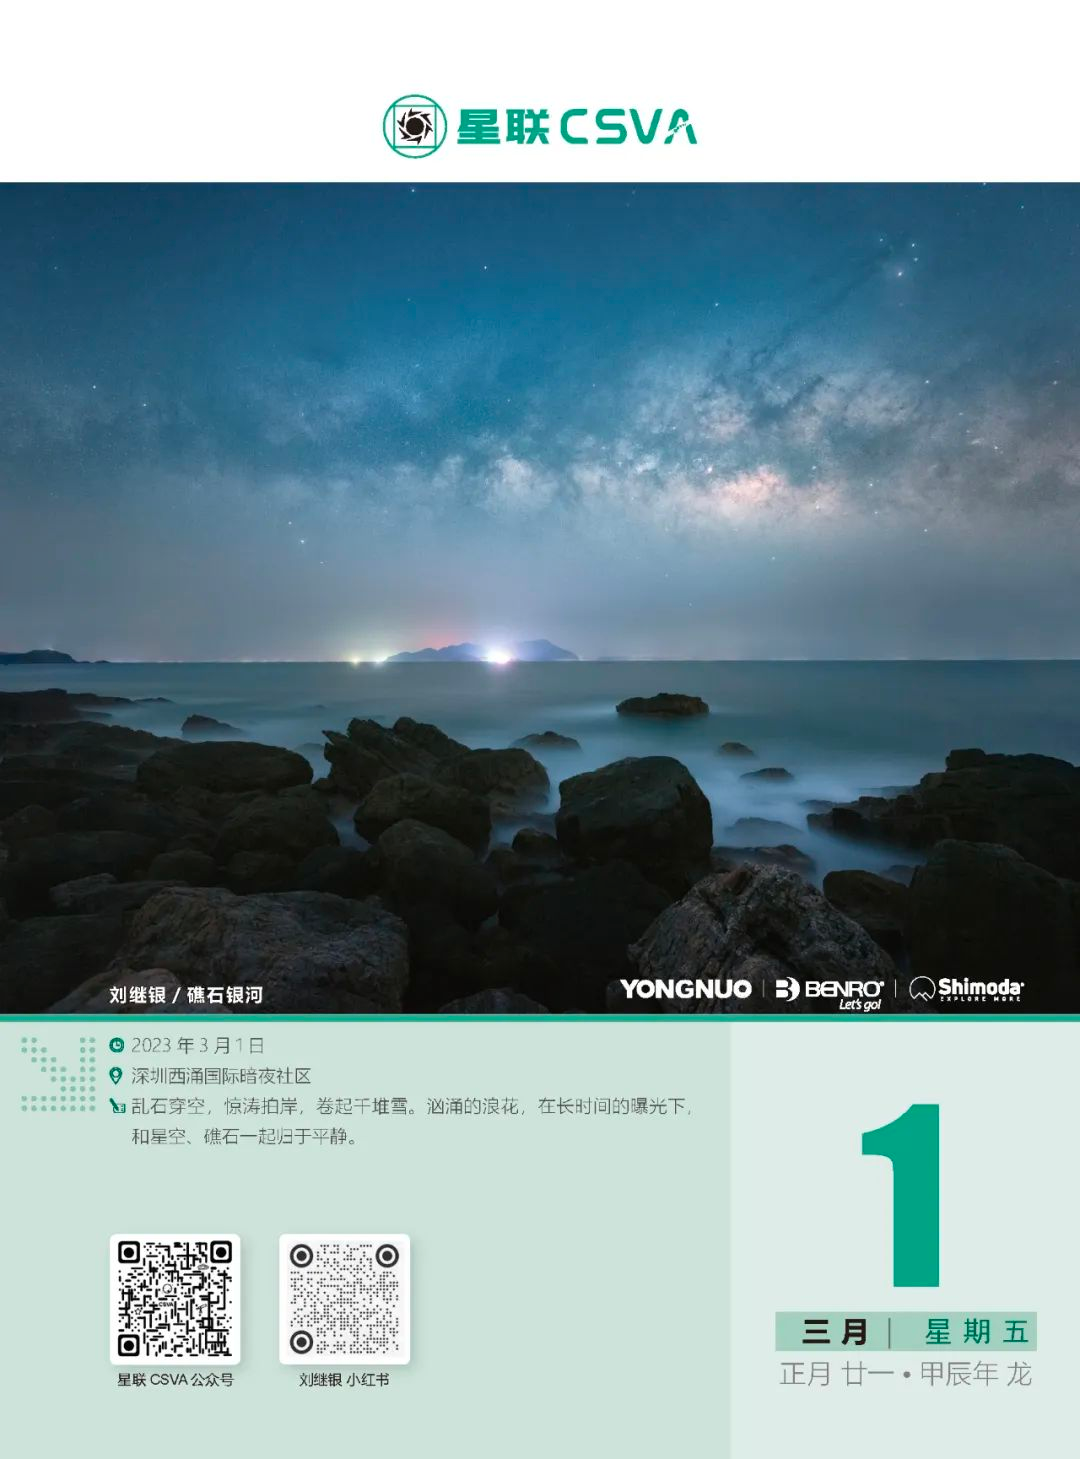 星联CSVA
刘继银 / 礁石银河
YONGNUO
BENRO
Let's go!
Shimoda
EXPLORE MORE
2023 年 3 月 1 日
深圳西涌国际暗夜社区
乱石穿空，惊涛拍岸，卷起千堆雪。汹涌的浪花，在长时间的曝光下，
和星空、礁石一起归于平静。
CSVA
星联 CSVA 公众号
刘继银 小红书
1
三月 | 星期五
正月 廿一 • 甲辰年 龙